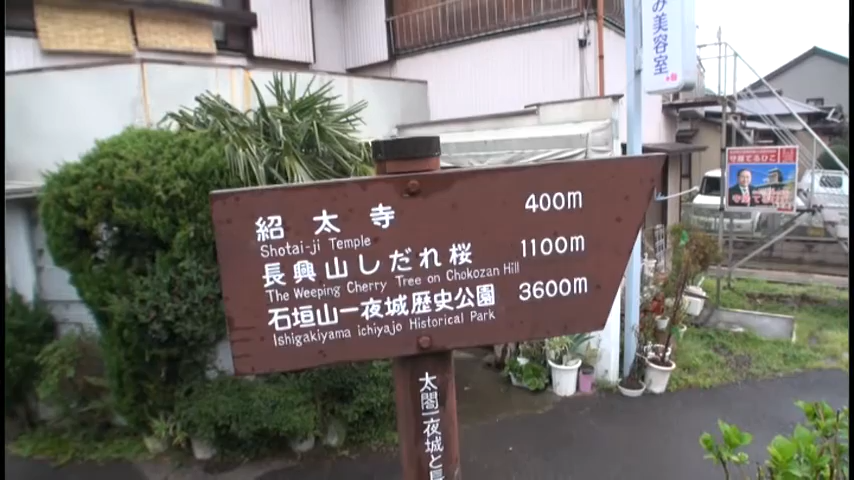 み美容室
紹太寺 400m
Shotai-ji Temple
長興山しだれ桜 1100m
The Weeping Cherry Tree on Chokozan Hill
石垣山一夜城歴史公園 3600m
Ishigakiyama ichiyajo Historical Park
太閤一夜城と長